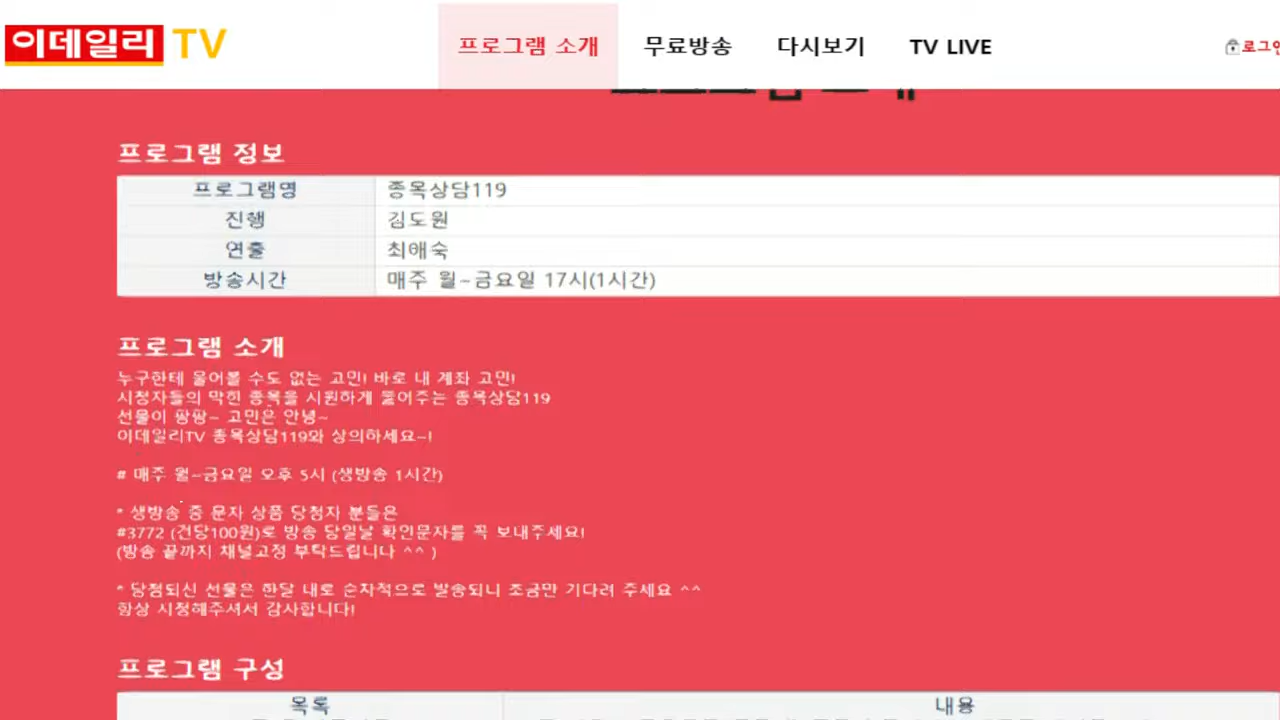 이데일리 TV
프로그램 소개
무료방송
다시보기
TV LIVE
프로그램 정보
프로그램명 종목상담119
진행 김도원
연출 최애숙
방송시간 매주 월~금요일 17시(1시간)
프로그램 소개
누구한테 물어볼 수도 없는 고민! 바로 내 계좌 고민!
시청자들의 막힌 종목을 시원하게 뚫어주는 종목상담119
선물이 팡팡~ 고민은 안녕~
이데일리TV 종목상담119와 상의하세요~!
# 매주 월~금요일 오후 5시 (생방송 1시간)
* 생방송 중 문자 상품 당첨자 분들은
#3772 (건당100원)로 방송 당일날 확인문자를 꼭 보내주세요!
(방송 끝까지 채널고정 부탁드립니다 ^^ )
* 당첨되신 선물은 한달 내로 순차적으로 발송되니 조금만 기다려 주세요 ^^
항상 시청해주셔서 감사합니다!
프로그램 구성
목록 내용